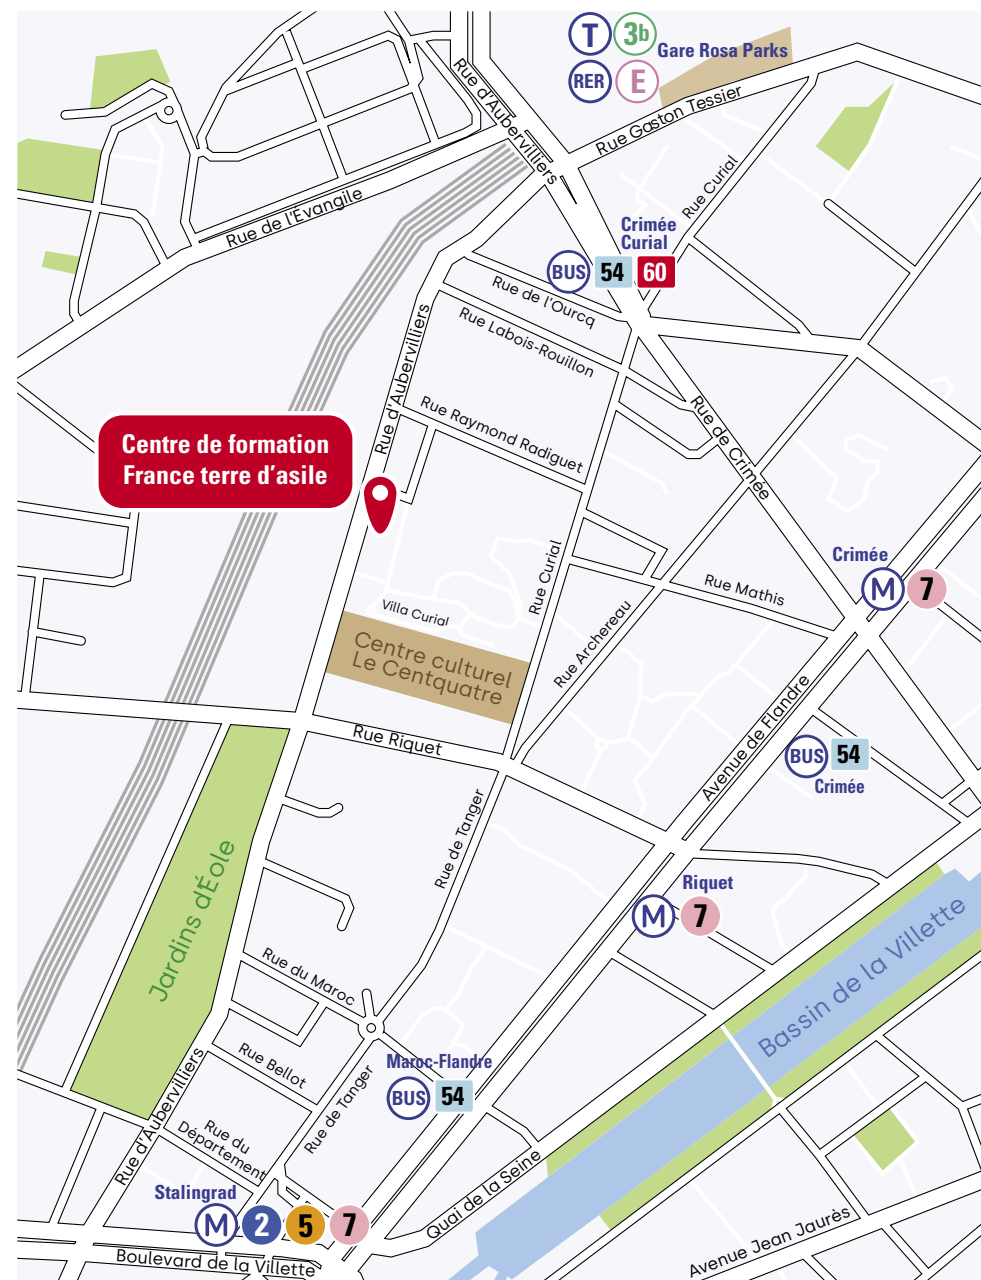 T 3b
Gare Rosa Parks
RER E
Rue d'Aubervilliers
Rue Gaston Tessier
Rue Curial
Rue de l'Évangile
Crimée
Curial
BUS 54 60
Rue de l'Ourcq
Rue Labois-Rouillon
Rue d'Aubervilliers
Rue Raymond Radiguet
Rue de Crimée
Centre de formation
France terre d'asile
Crimée
M 7
Rue Curial
Rue Mathis
Villa Curial
Rue Archereau
Centre culturel
Le Centquatre
Rue Riquet
Avenue de Flandre
BUS 54
Crimée
Rue de Tanger
Jardins d'Éole
Riquet
M 7
Bassin de la Villette
Rue du Maroc
Maroc-Flandre
BUS 54
Rue Bellot
Rue de Tanger
Rue d'Aubervilliers
Rue du
Département
Quai de la Seine
Stalingrad
M 2 5 7
Boulevard de la Villette
Avenue Jean Jaurès